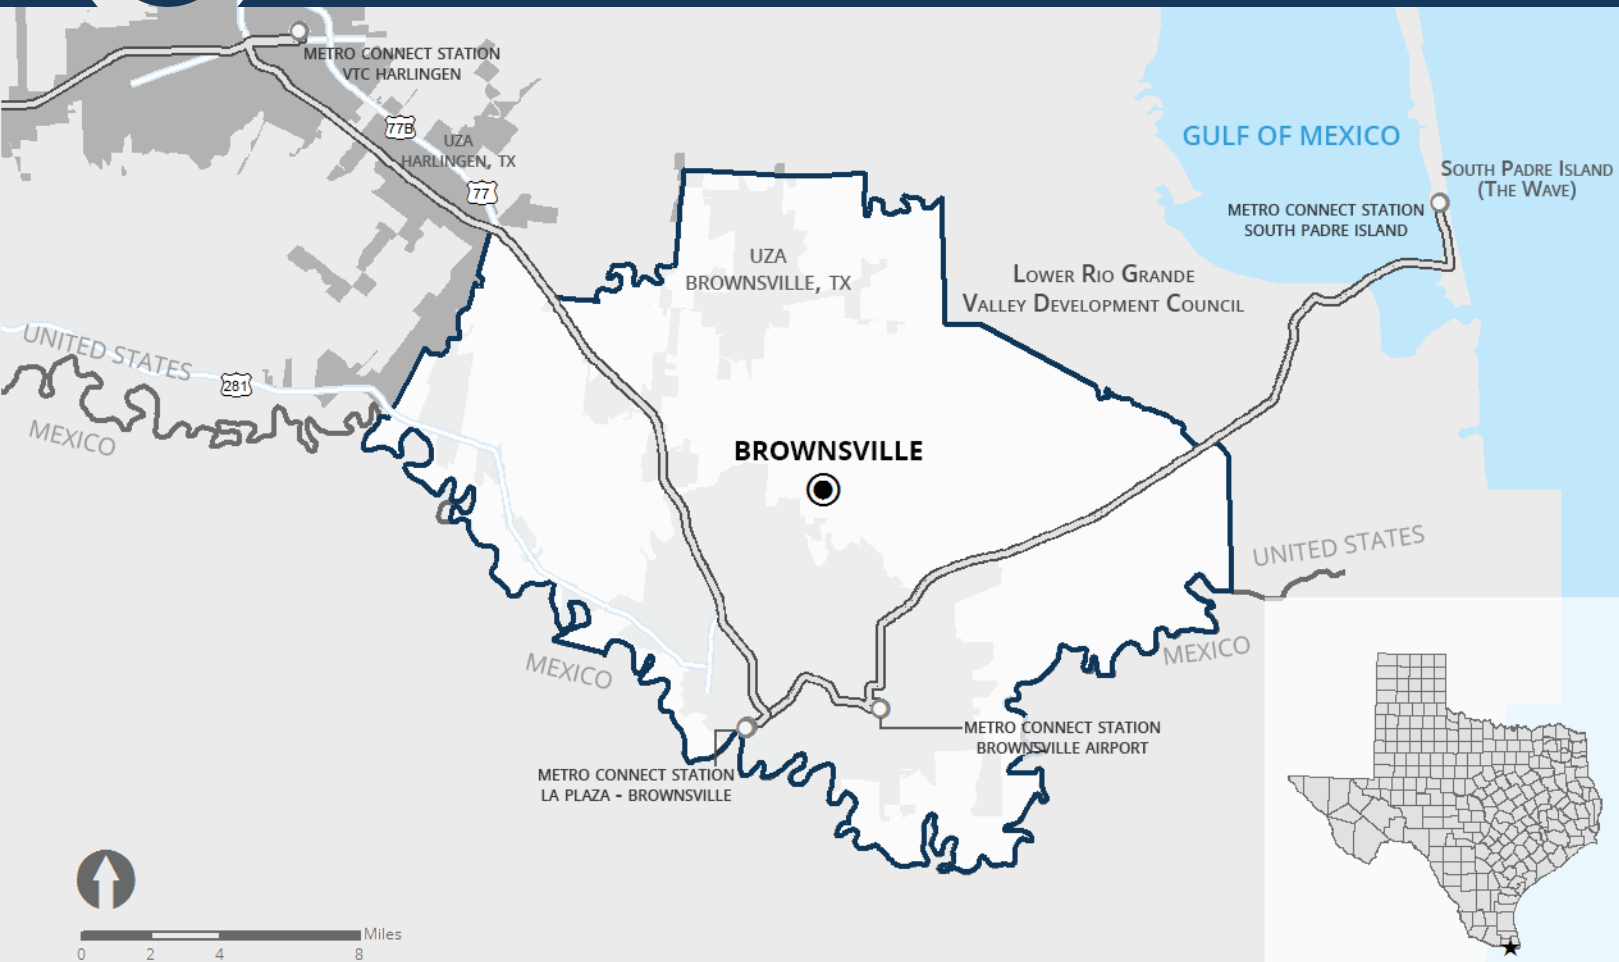 METRO CONNECT STATION
VTC HARLINGEN
77B
UZA
HARLINGEN, TX
77
GULF OF MEXICO
SOUTH PADRE ISLAND
(THE WAVE)
METRO CONNECT STATION
SOUTH PADRE ISLAND
UZA
BROWNSVILLE, TX
LOWER RIO GRANDE
VALLEY DEVELOPMENT COUNCIL
UNITED STATES
281
MEXICO
BROWNSVILLE
UNITED STATES
MEXICO
MEXICO
METRO CONNECT STATION
BROWNSVILLE AIRPORT
METRO CONNECT STATION
LA PLAZA - BROWNSVILLE
Miles
0 2 4 8